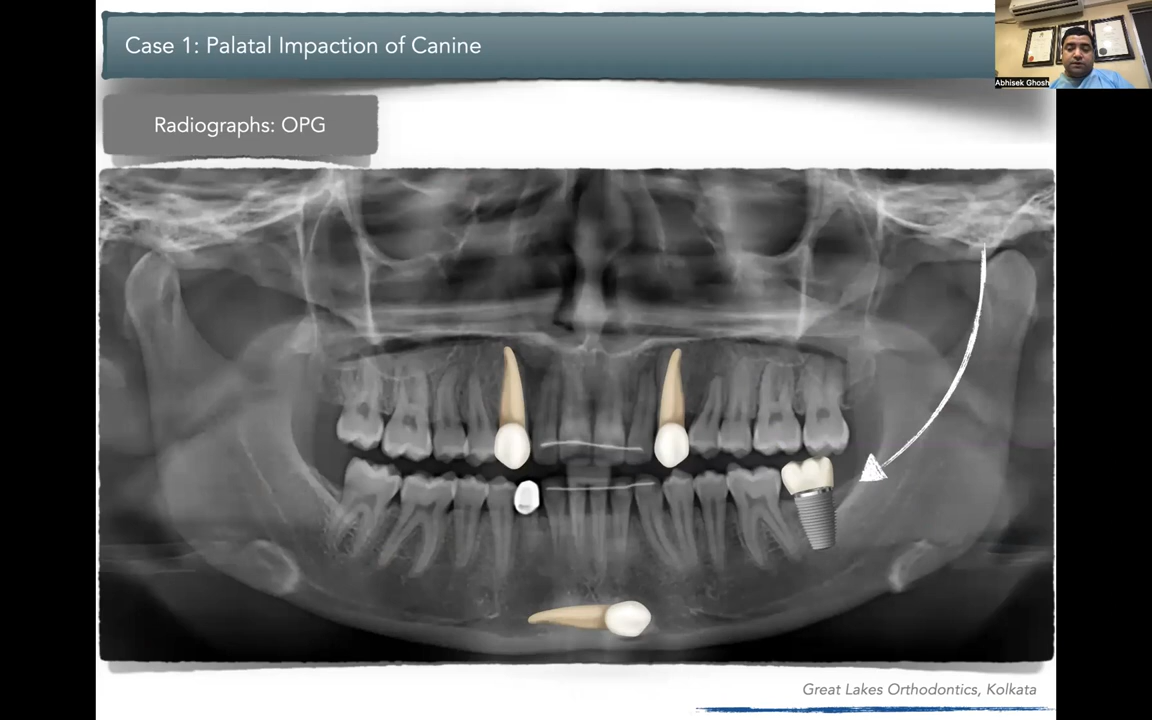 Case 1: Palatal Impaction of Canine
Abhisek Ghosh
Radiographs: OPG
Great Lakes Orthodontics, Kolkata